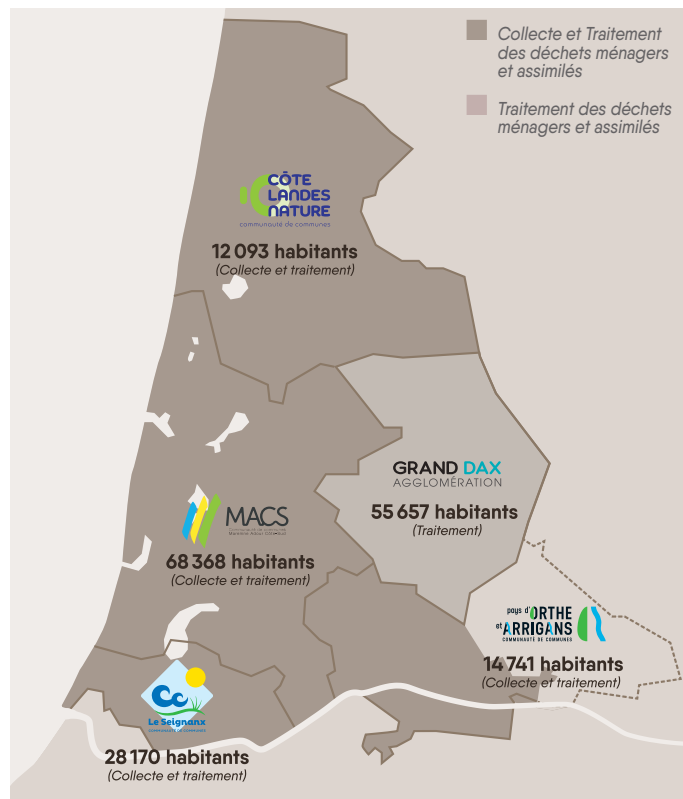 Collecte et Traitement
des déchets ménagers
et assimilés
Traitement des déchets
ménagers et assimilés
CÔTE
LANDES
NATURE
communauté de communes
12 093 habitants
(Collecte et traitement)
GRAND DAX
AGGLOMÉRATION
55 657 habitants
(Traitement)
MACS
68 368 habitants
(Collecte et traitement)
pays d'ORTHE
et ARRIGANS
COMMUNAUTÉ DE COMMUNES
14 741 habitants
(Collecte et traitement)
Le Seignanx
COMMUNAUTÉ DE COMMUNES
28 170 habitants
(Collecte et traitement)